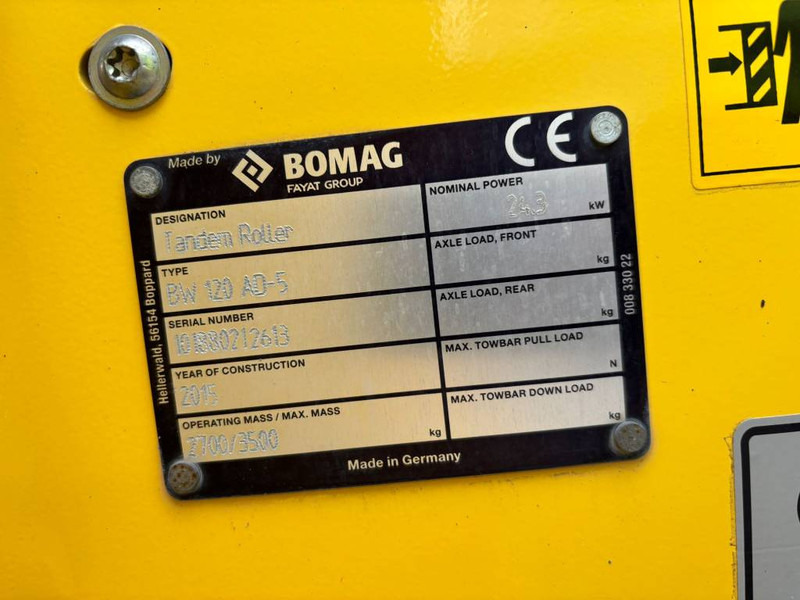 Made by BOMAG CE
FAYAT GROUP
DESIGNATION
Tandem Roller
TYPE
BW 120 AD-5
SERIAL NUMBER
101880212613
YEAR OF CONSTRUCTION
2015
OPERATING MASS / MAX. MASS
2700/3500 kg
NOMINAL POWER
24.3 kW
AXLE LOAD, FRONT
kg
AXLE LOAD, REAR
kg
MAX. TOWBAR PULL LOAD
N
MAX. TOWBAR DOWN LOAD
kg
Hellerwald, 56154 Boppard
008 330 22
Made in Germany